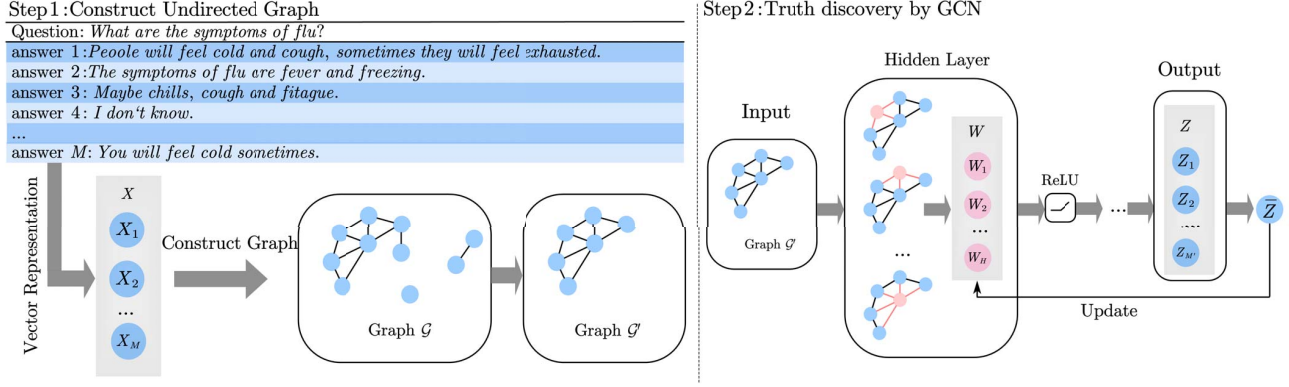 Step1:Construct Undirected Graph
Question: What are the symptoms of flu?
answer 1:Peoole will feel cold and cough, sometimes they will feel exhausted.
answer 2:The symptoms of flu are fever and freezing.
answer 3: Maybe chills, cough and fitague.
answer 4: I don't know.
...
answer M: You will feel cold sometimes.
Vector Representation
X
X₁
X₂
...
X_M
Construct Graph
Graph 𝒢
Graph 𝒢′
Step2:Truth discovery by GCN
Input
Graph 𝒢′
Hidden Layer
...
W
W₁
W₂
...
W_H
ReLU
...
Output
Z
Z₁
Z₂
...
Z_M′
Z̄
Update